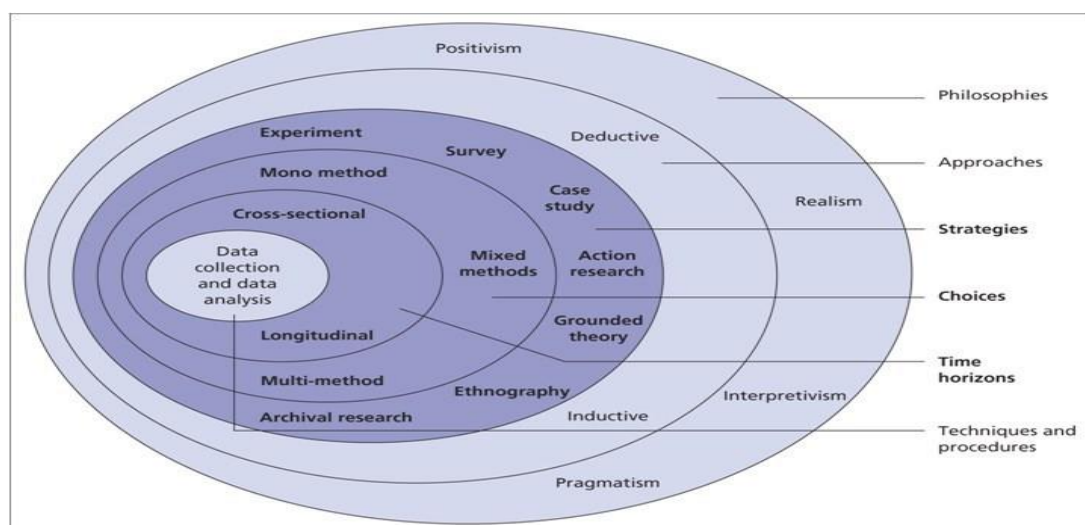 Positivism
Philosophies
Experiment
Deductive
Survey
Approaches
Mono method
Case
study
Realism
Cross-sectional
Strategies
Data
collection
and data
analysis
Mixed
methods
Action
research
Choices
Grounded
theory
Longitudinal
Time
horizons
Multi-method
Ethnography
Interpretivism
Archival research
Inductive
Techniques and
procedures
Pragmatism